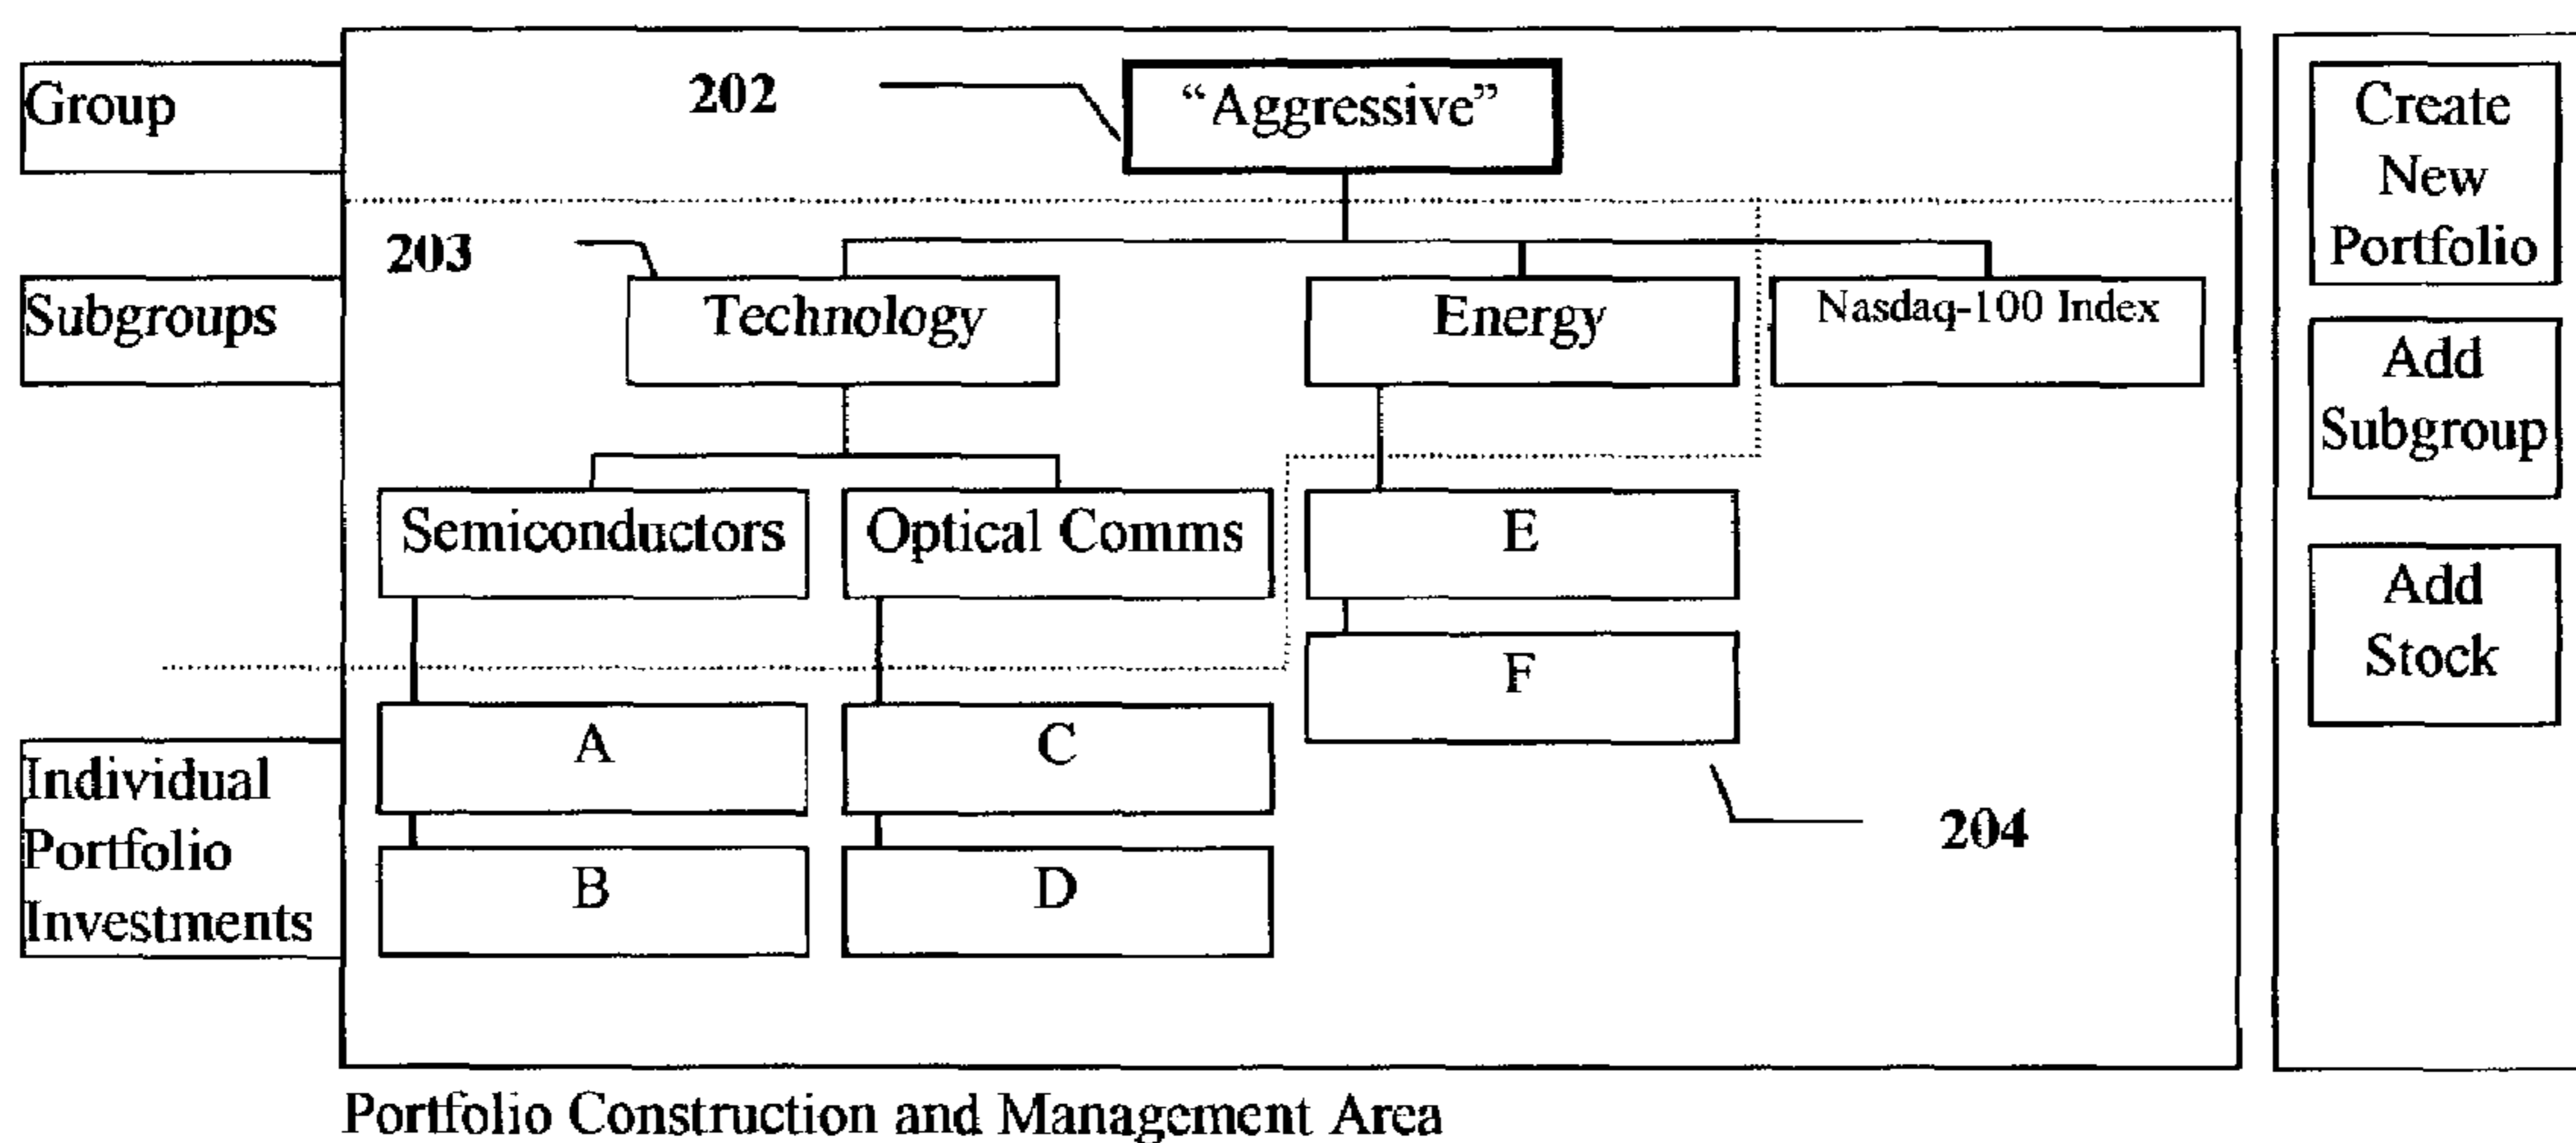 Group
202
“Aggressive”
203
Subgroups
Technology
Energy
Nasdaq-100 Index
Semiconductors
Optical Comms
E
F
A
C
B
D
204
Individual
Portfolio
Investments
Create
New
Portfolio
Add
Subgroup
Add
Stock
Portfolio Construction and Management Area